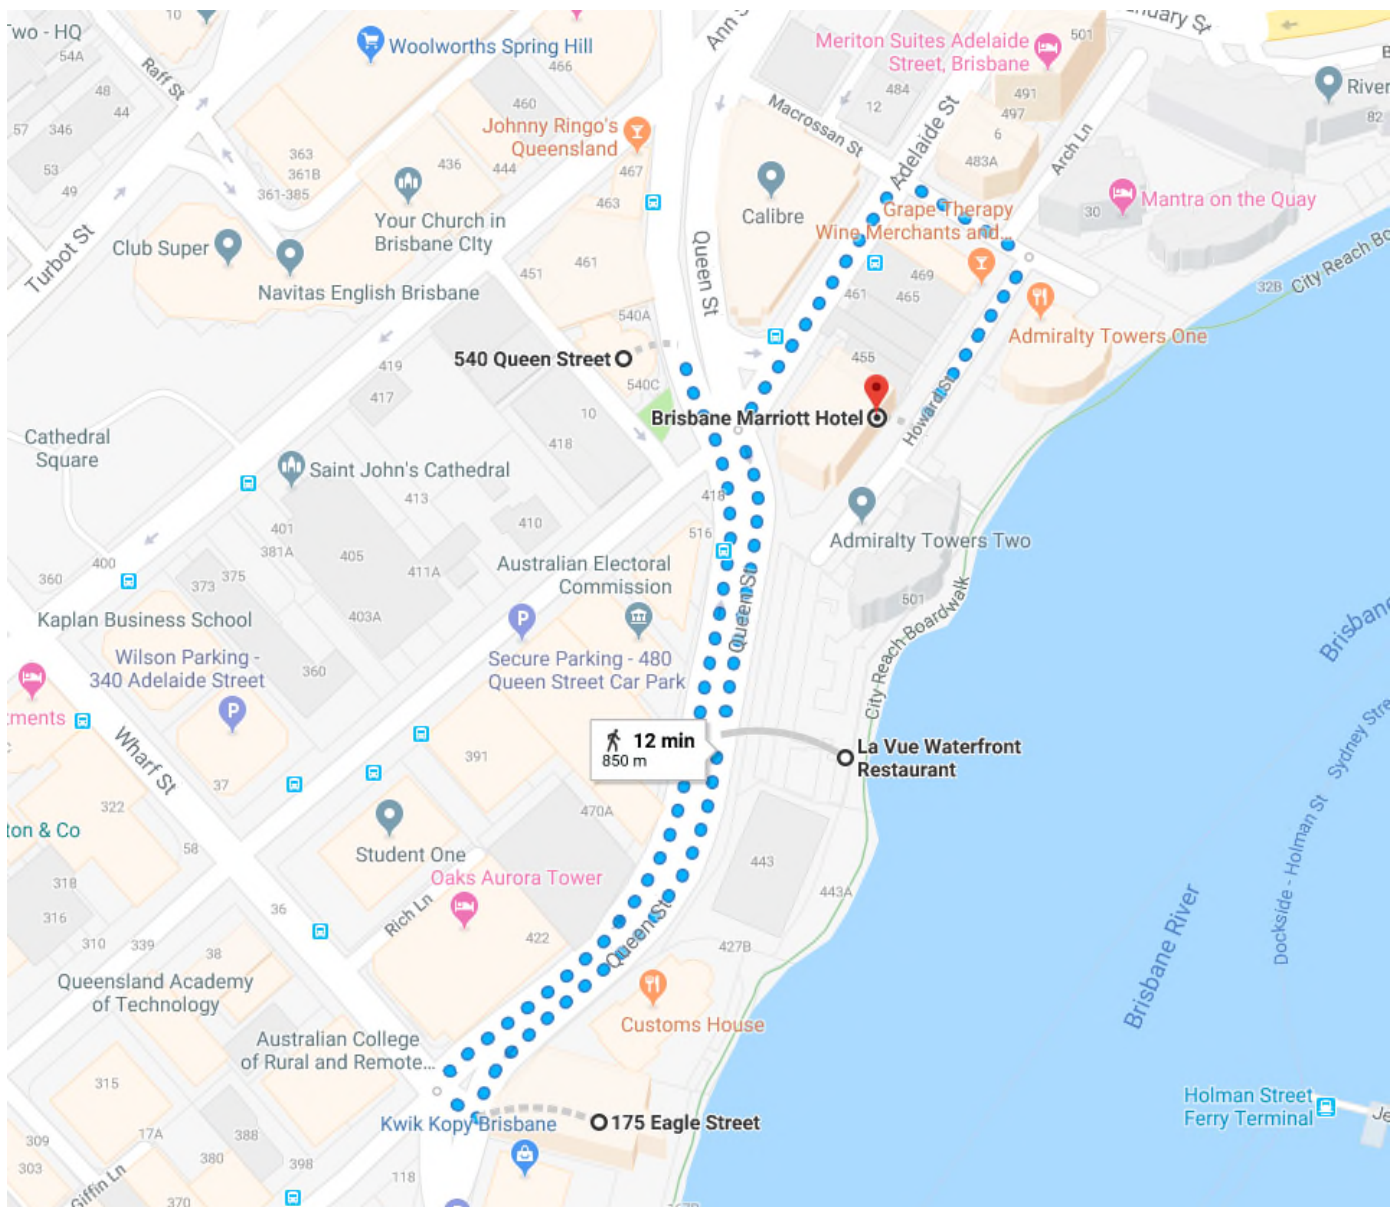 Two - HQ
10
54A
Raff St
Woolworths Spring Hill
466
Ann S
nuary St
Meriton Suites Adelaide
Street, Brisbane
501
River
82
48
44
57
346
53
49
363
361B
361-385
460
Johnny Ringo's
Queensland
436
444
467
463
484
12
491
497
6
483A
Macrossan St
Adelaide St
Arch Ln
Calibre
Your Church in
Brisbane CIty
Club Super
Turbot St
Navitas English Brisbane
451
461
Queen St
Grape Therapy
Wine Merchants and...
30
Mantra on the Quay
City Reach Bo
32B
469
461
465
540A
540 Queen Street
540C
419
417
10
418
455
Admiralty Towers One
Brisbane Marriott Hotel
Howard St
Cathedral
Square
Saint John's Cathedral
413
401
381A
405
410
411A
403A
418
516
Admiralty Towers Two
501
400
360
373
375
Australian Electoral
Commission
Queen St
City Reach Boardwalk
Kaplan Business School
Wilson Parking -
340 Adelaide Street
360
Secure Parking - 480
Queen Street Car Park
Brisbane
tments
Wharf St
12 min
850 m
La Vue Waterfront
Restaurant
Sydney Stre
391
37
322
470A
ton & Co
58
Student One
443
443A
Dockside - Holman St
318
316
Oaks Aurora Tower
36
Rich Ln
310
339
38
422
Queen St
427B
Brisbane River
Queensland Academy
of Technology
Customs House
Australian College
of Rural and Remote...
315
Kwik Kopy Brisbane
175 Eagle Street
Holman Street
Ferry Terminal
Je
309
303
17A
388
380
398
118
Giffin Ln
370